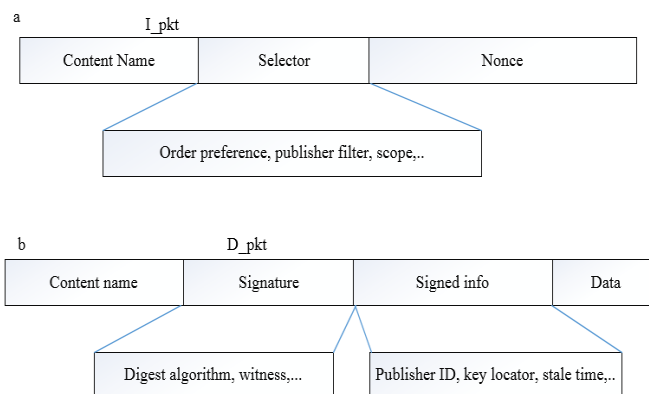 a
I_pkt
Content Name Selector Nonce
Order preference, publisher filter, scope,..
b
D_pkt
Content name Signature Signed info Data
Digest algorithm, witness,... Publisher ID, key locator, stale time,..